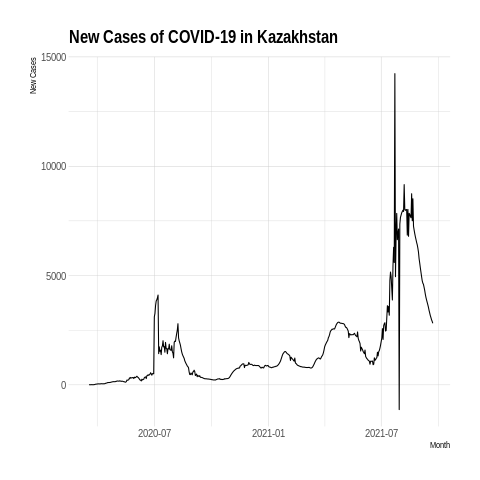 New Cases of COVID-19 in Kazakhstan
New Cases
15000
10000
5000
0
2020-07
2021-01
2021-07
Month